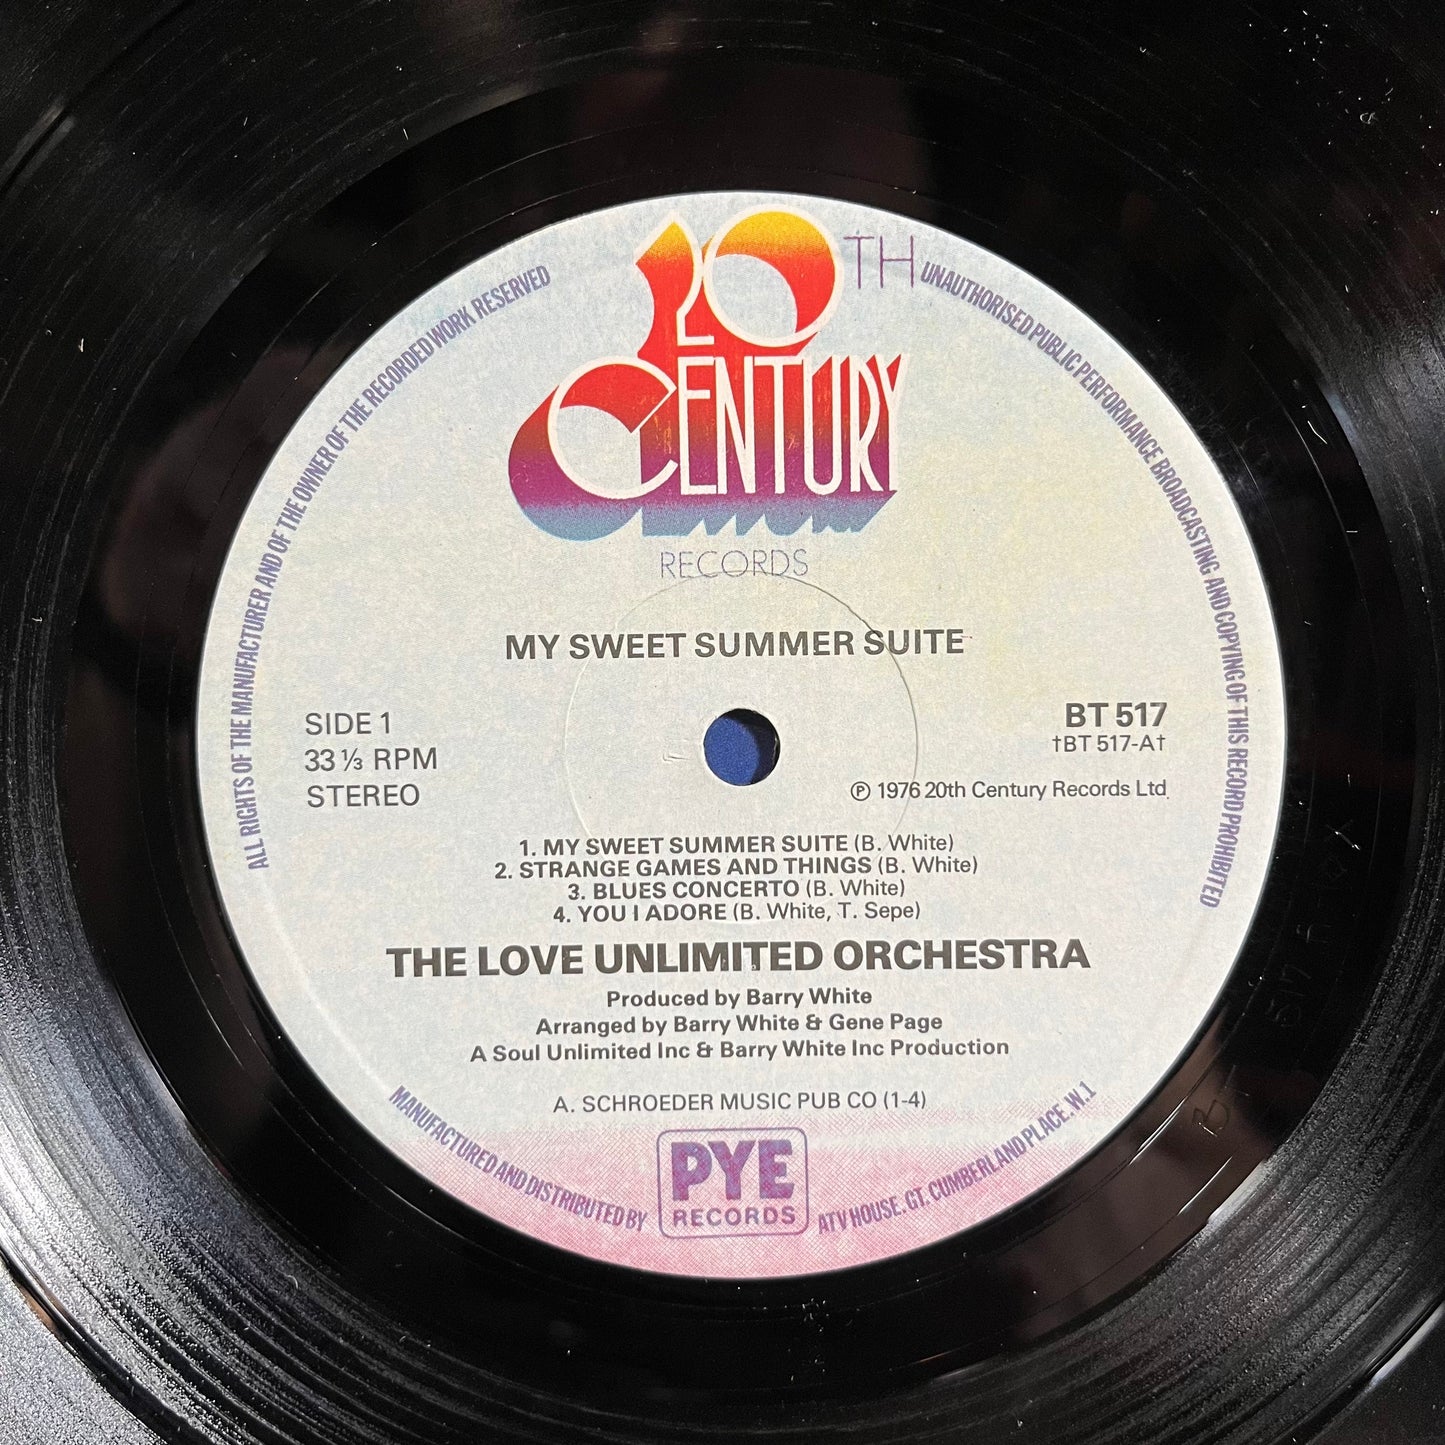 20TH
CENTURY
RECORDS
ALL RIGHTS OF THE MANUFACTURER AND OF THE OWNER OF THE RECORDED WORK RESERVED
UNAUTHORISED PUBLIC PERFORMANCE BROADCASTING AND COPYING OF THIS RECORD PROHIBITED
MY SWEET SUMMER SUITE
SIDE 1
33 ⅓ RPM
STEREO
BT 517
†BT 517-A†
℗ 1976 20th Century Records Ltd.
1. MY SWEET SUMMER SUITE (B. White)
2. STRANGE GAMES AND THINGS (B. White)
3. BLUES CONCERTO (B. White)
4. YOU I ADORE (B. White, T. Sepe)
THE LOVE UNLIMITED ORCHESTRA
Produced by Barry White
Arranged by Barry White & Gene Page
A Soul Unlimited Inc & Barry White Inc Production
A. SCHROEDER MUSIC PUB CO (1-4)
MANUFACTURED AND DISTRIBUTED BY
PYE
RECORDS
ATV HOUSE. GT. CUMBERLAND PLACE. W.1